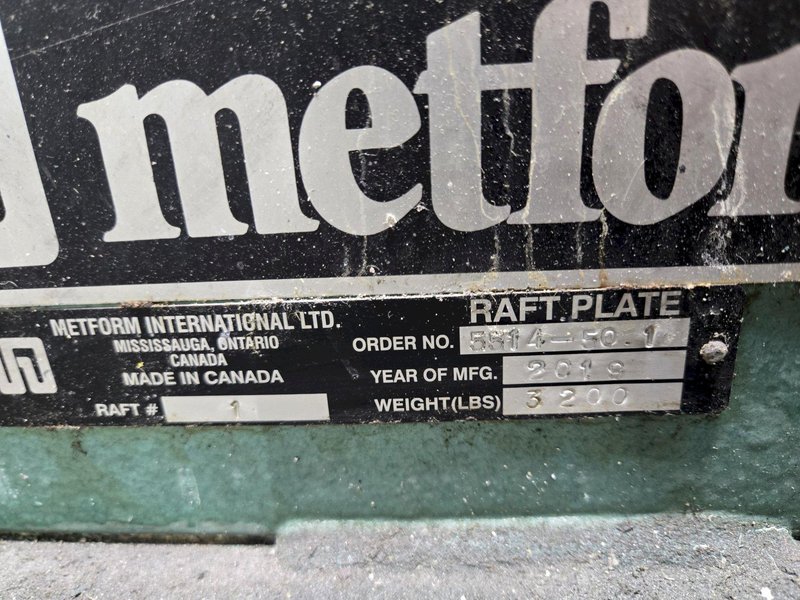 metfor
METFORM INTERNATIONAL LTD.
MISSISSAUGA, ONTARIO
CANADA
MADE IN CANADA
RAFT # 1
RAFT PLATE
ORDER NO.
YEAR OF MFG.
WEIGHT(LBS) 3200